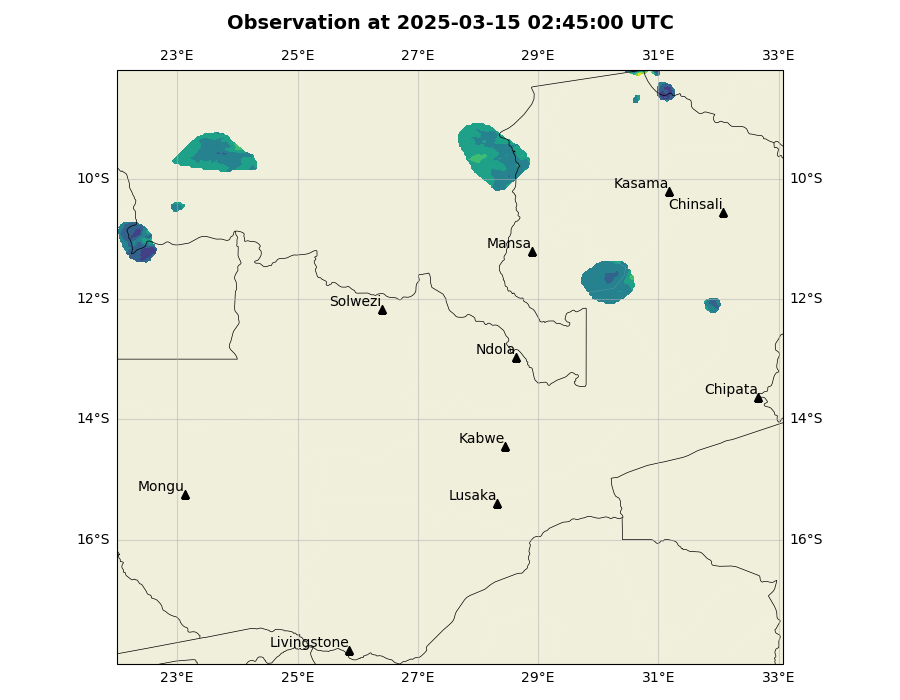 Observation at 2025-03-15 02:45:00 UTC
23°E 25°E 27°E 29°E 31°E 33°E
10°S 10°S
Kasama
Chinsali
Mansa
12°S 12°S
Solwezi
Ndola
Chipata
14°S 14°S
Kabwe
Mongu
Lusaka
16°S 16°S
Livingstone
23°E 25°E 27°E 29°E 31°E 33°E